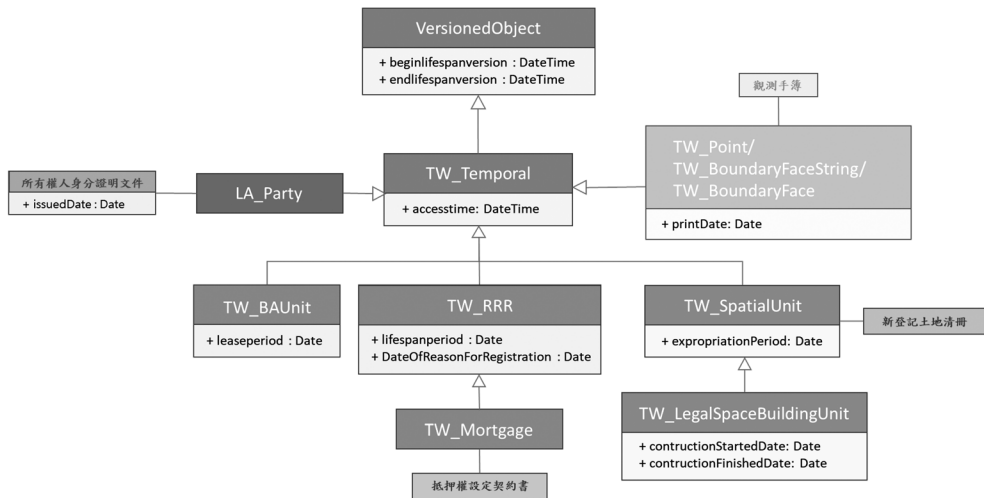 VersionedObject
+ beginlifespanversion : DateTime
+ endlifespanversion : DateTime
觀測手薄
TW_Point/
TW_BoundaryFaceString/
TW_BoundaryFace
+ printDate: Date
TW_Temporal
+ accesstime: DateTime
所有權人身分證明文件
+ issuedDate : Date
LA_Party
TW_BAUnit
+ leaseperiod : Date
TW_RRR
+ lifespanperiod : Date
+ DateOfReasonForRegistration : Date
TW_SpatialUnit
+ expropriationPeriod: Date
新登記土地清冊
TW_Mortgage
抵押權設定契約書
TW_LegalSpaceBuildingUnit
+ contructionStartedDate: Date
+ contructionFinishedDate: Date